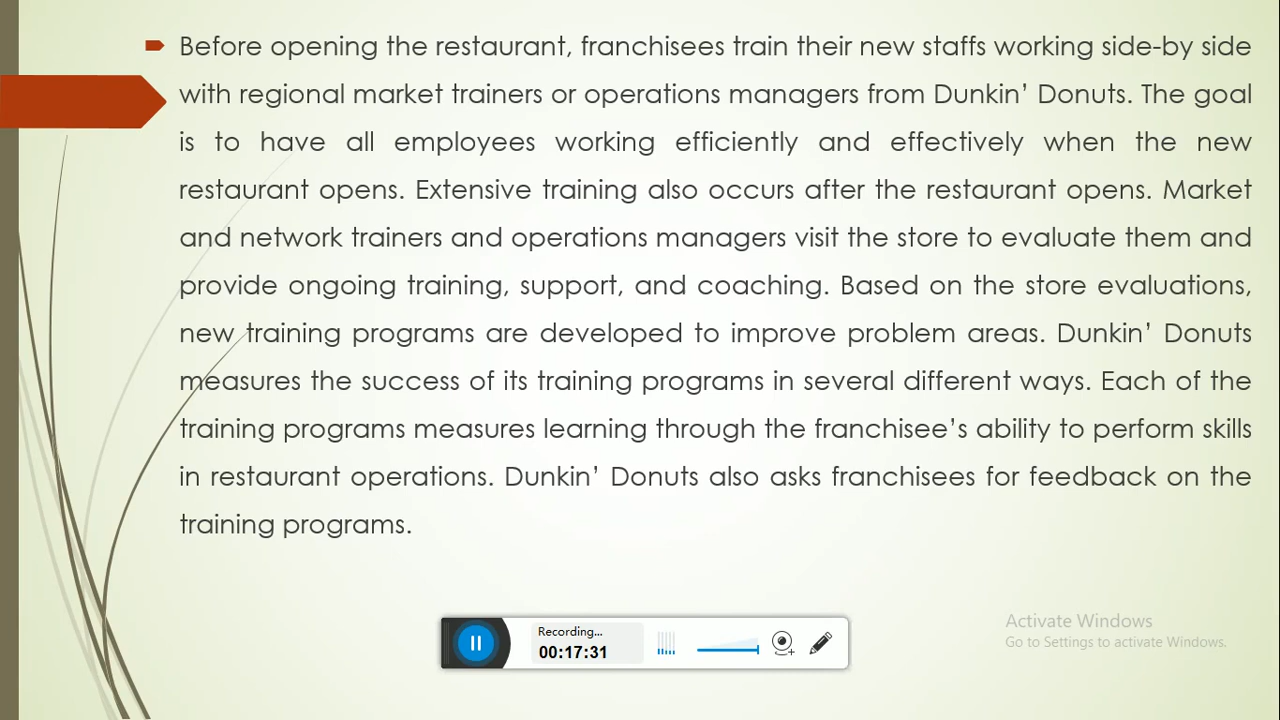 Before opening the restaurant, franchisees train their new staffs working side-by side
with regional market trainers or operations managers from Dunkin’ Donuts. The goal
is to have all employees working efficiently and effectively when the new
restaurant opens. Extensive training also occurs after the restaurant opens. Market
and network trainers and operations managers visit the store to evaluate them and
provide ongoing training, support, and coaching. Based on the store evaluations,
new training programs are developed to improve problem areas. Dunkin’ Donuts
measures the success of its training programs in several different ways. Each of the
training programs measures learning through the franchisee’s ability to perform skills
in restaurant operations. Dunkin’ Donuts also asks franchisees for feedback on the
training programs.
Recording...
00:17:31
Activate Windows
Go to Settings to activate Windows.